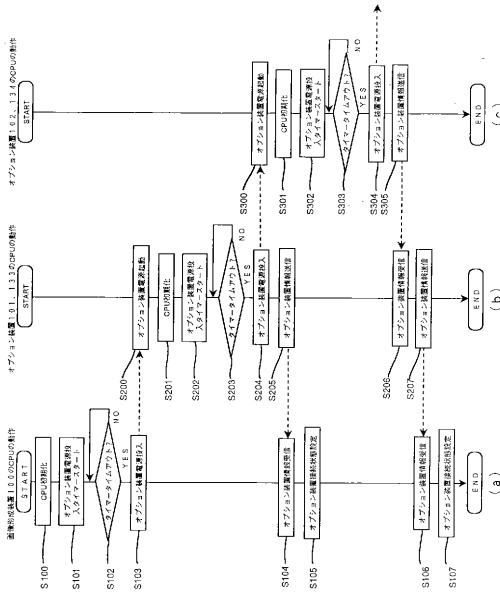 画像形成装置100のCPUの動作
START
S100
CPU初期化
S101
オプション装置電源投
入タイマースタート
S102
タイマータイムアウト?
NO
YES
S103
オプション装置電源投入
S104
オプション装置情報受信
S105
オプション装置接続状態設定
S106
オプション装置情報受信
S107
オプション装置接続状態設定
END
(a)
オプション装置101、133のCPUの動作
START
S200
オプション装置電源起動
S201
CPU初期化
S202
オプション装置電源投
入タイマースタート
S203
タイマータイムアウト?
NO
YES
S204
オプション装置電源投入
S205
オプション装置情報送信
S206
オプション装置情報受信
S207
オプション装置情報送信
END
(b)
オプション装置102、134のCPUの動作
START
S300
オプション装置電源起動
S301
CPU初期化
S302
オプション装置電源投
入タイマースタート
S303
タイマータイムアウト?
NO
YES
S304
オプション装置電源投入
S305
オプション装置情報送信
END
(c)